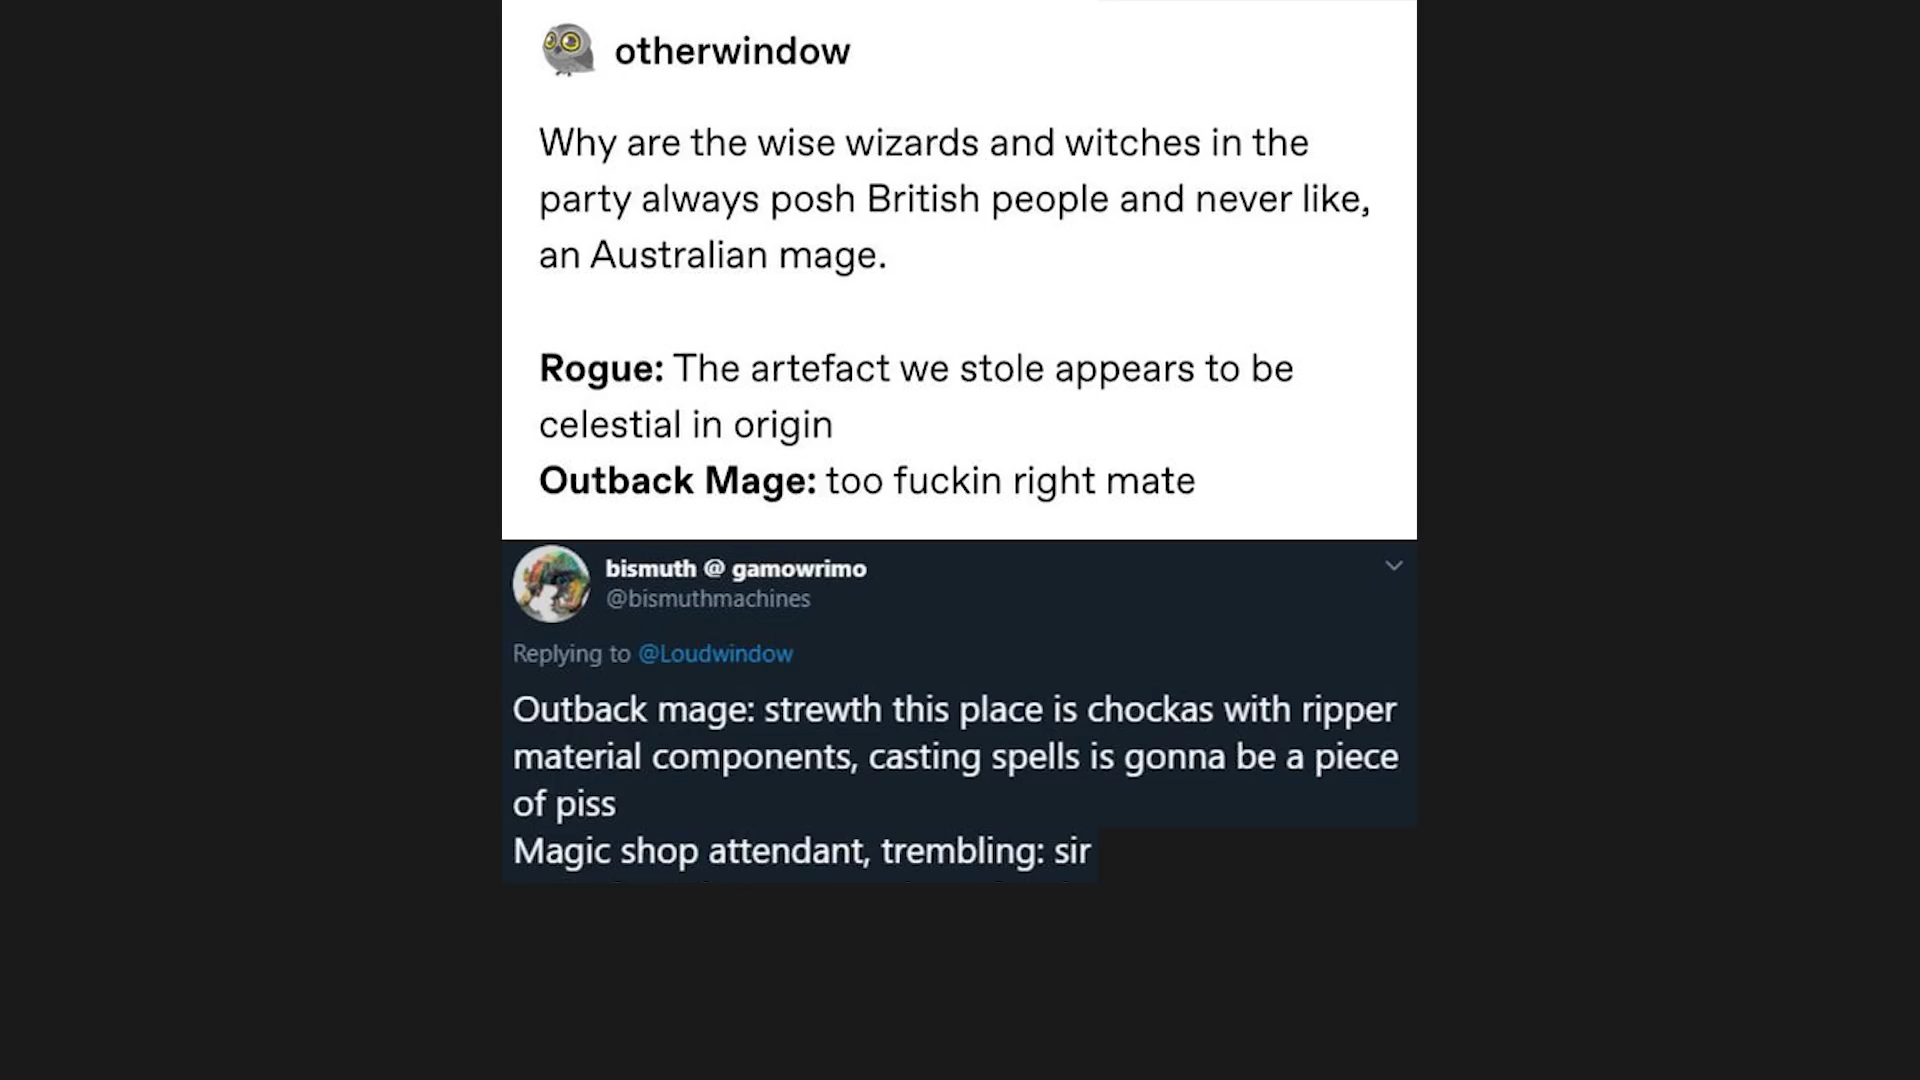 otherwindow
Why are the wise wizards and witches in the
party always posh British people and never like,
an Australian mage.
Rogue: The artefact we stole appears to be
celestial in origin
Outback Mage: too fuckin right mate
bismuth @ gamowrimo
@bismuthmachines
Replying to @Loudwindow
Outback mage: strewth this place is chockas with ripper
material components, casting spells is gonna be a piece
of piss
Magic shop attendant, trembling: sir